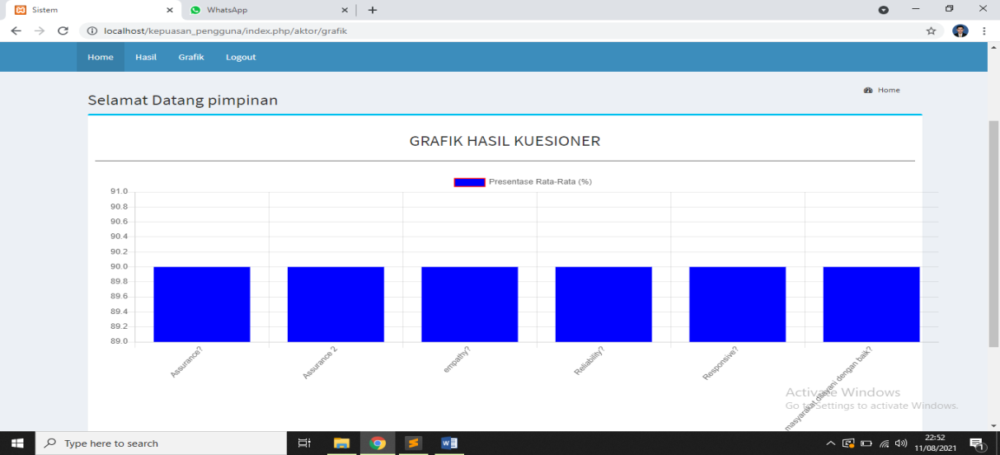 Sistem
WhatsApp
localhost/kepuasan_pengguna/index.php/aktor/grafik
Home Hasil Grafik Logout
Home
Selamat Datang pimpinan
GRAFIK HASIL KUESIONER
Presentase Rata-Rata (%)
91.0
90.8
90.6
90.4
90.2
90.0
89.8
89.6
89.4
89.2
89.0
Assurance?
Assurance 2
empathy?
Reliability?
Responsive?
masyarakat dilayani dengan baik?
Activate Windows
Go to Settings to activate Windows.
Type here to search
22:52
11/08/2021
1